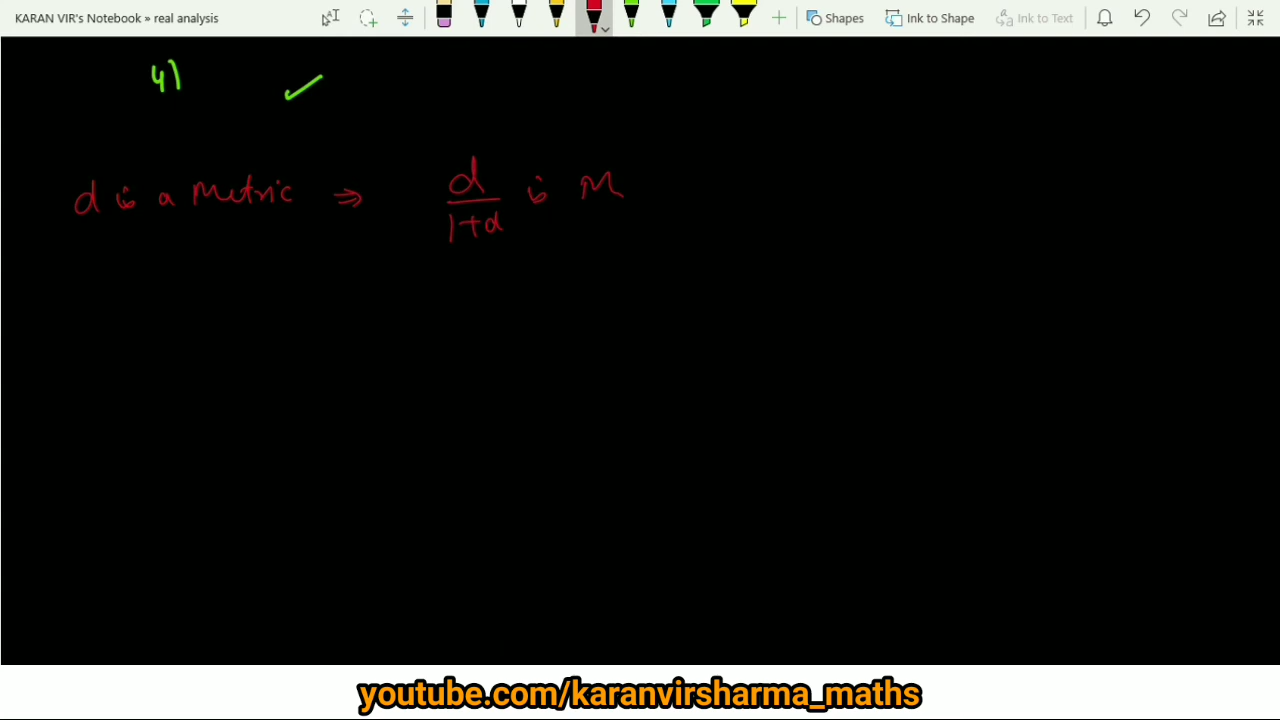 KARAN VIR's Notebook » real analysis
Shapes
Ink to Shape
Ink to Text
4)
d is a Metric ⇒ d/1+d is M
youtube.com/karanvirsharma_maths